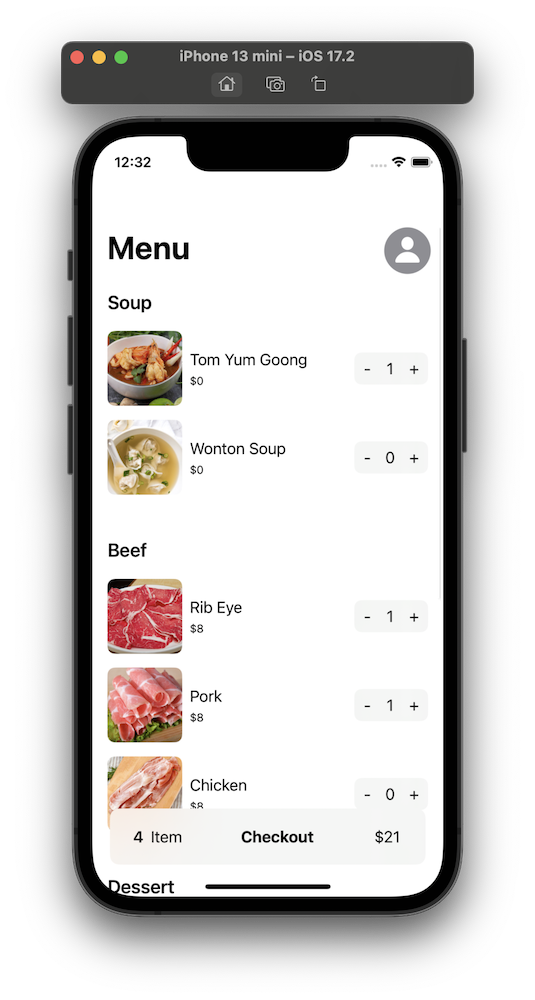 iPhone 13 mini – iOS 17.2
12:32
Menu
Soup
Tom Yum Goong
$0
- 1 +
Wonton Soup
$0
- 0 +
Beef
Rib Eye
$8
- 1 +
Pork
$8
- 1 +
Chicken
$8
- 0 +
4 Item Checkout $21
Dessert